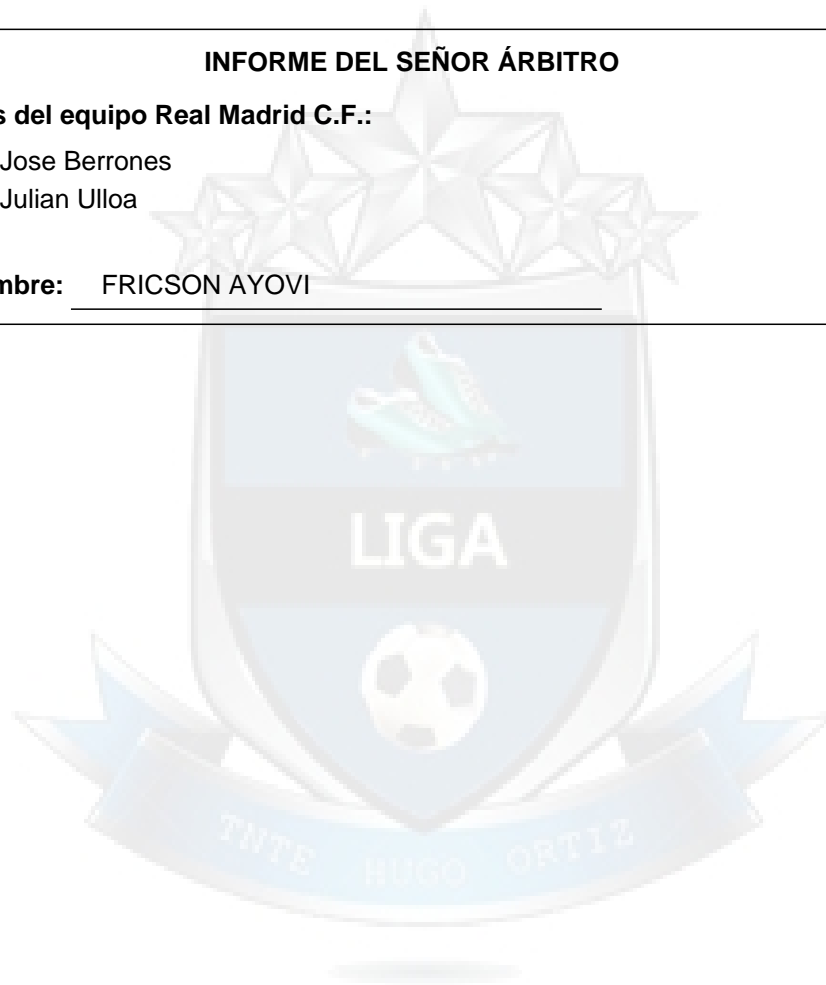 INFORME DEL SEÑOR ÁRBITRO
s del equipo Real Madrid C.F.:
Jose Berrones
Julian Ulloa
mbre: FRICSON AYOVI
LIGA
TNTE HUGO ORTIZ